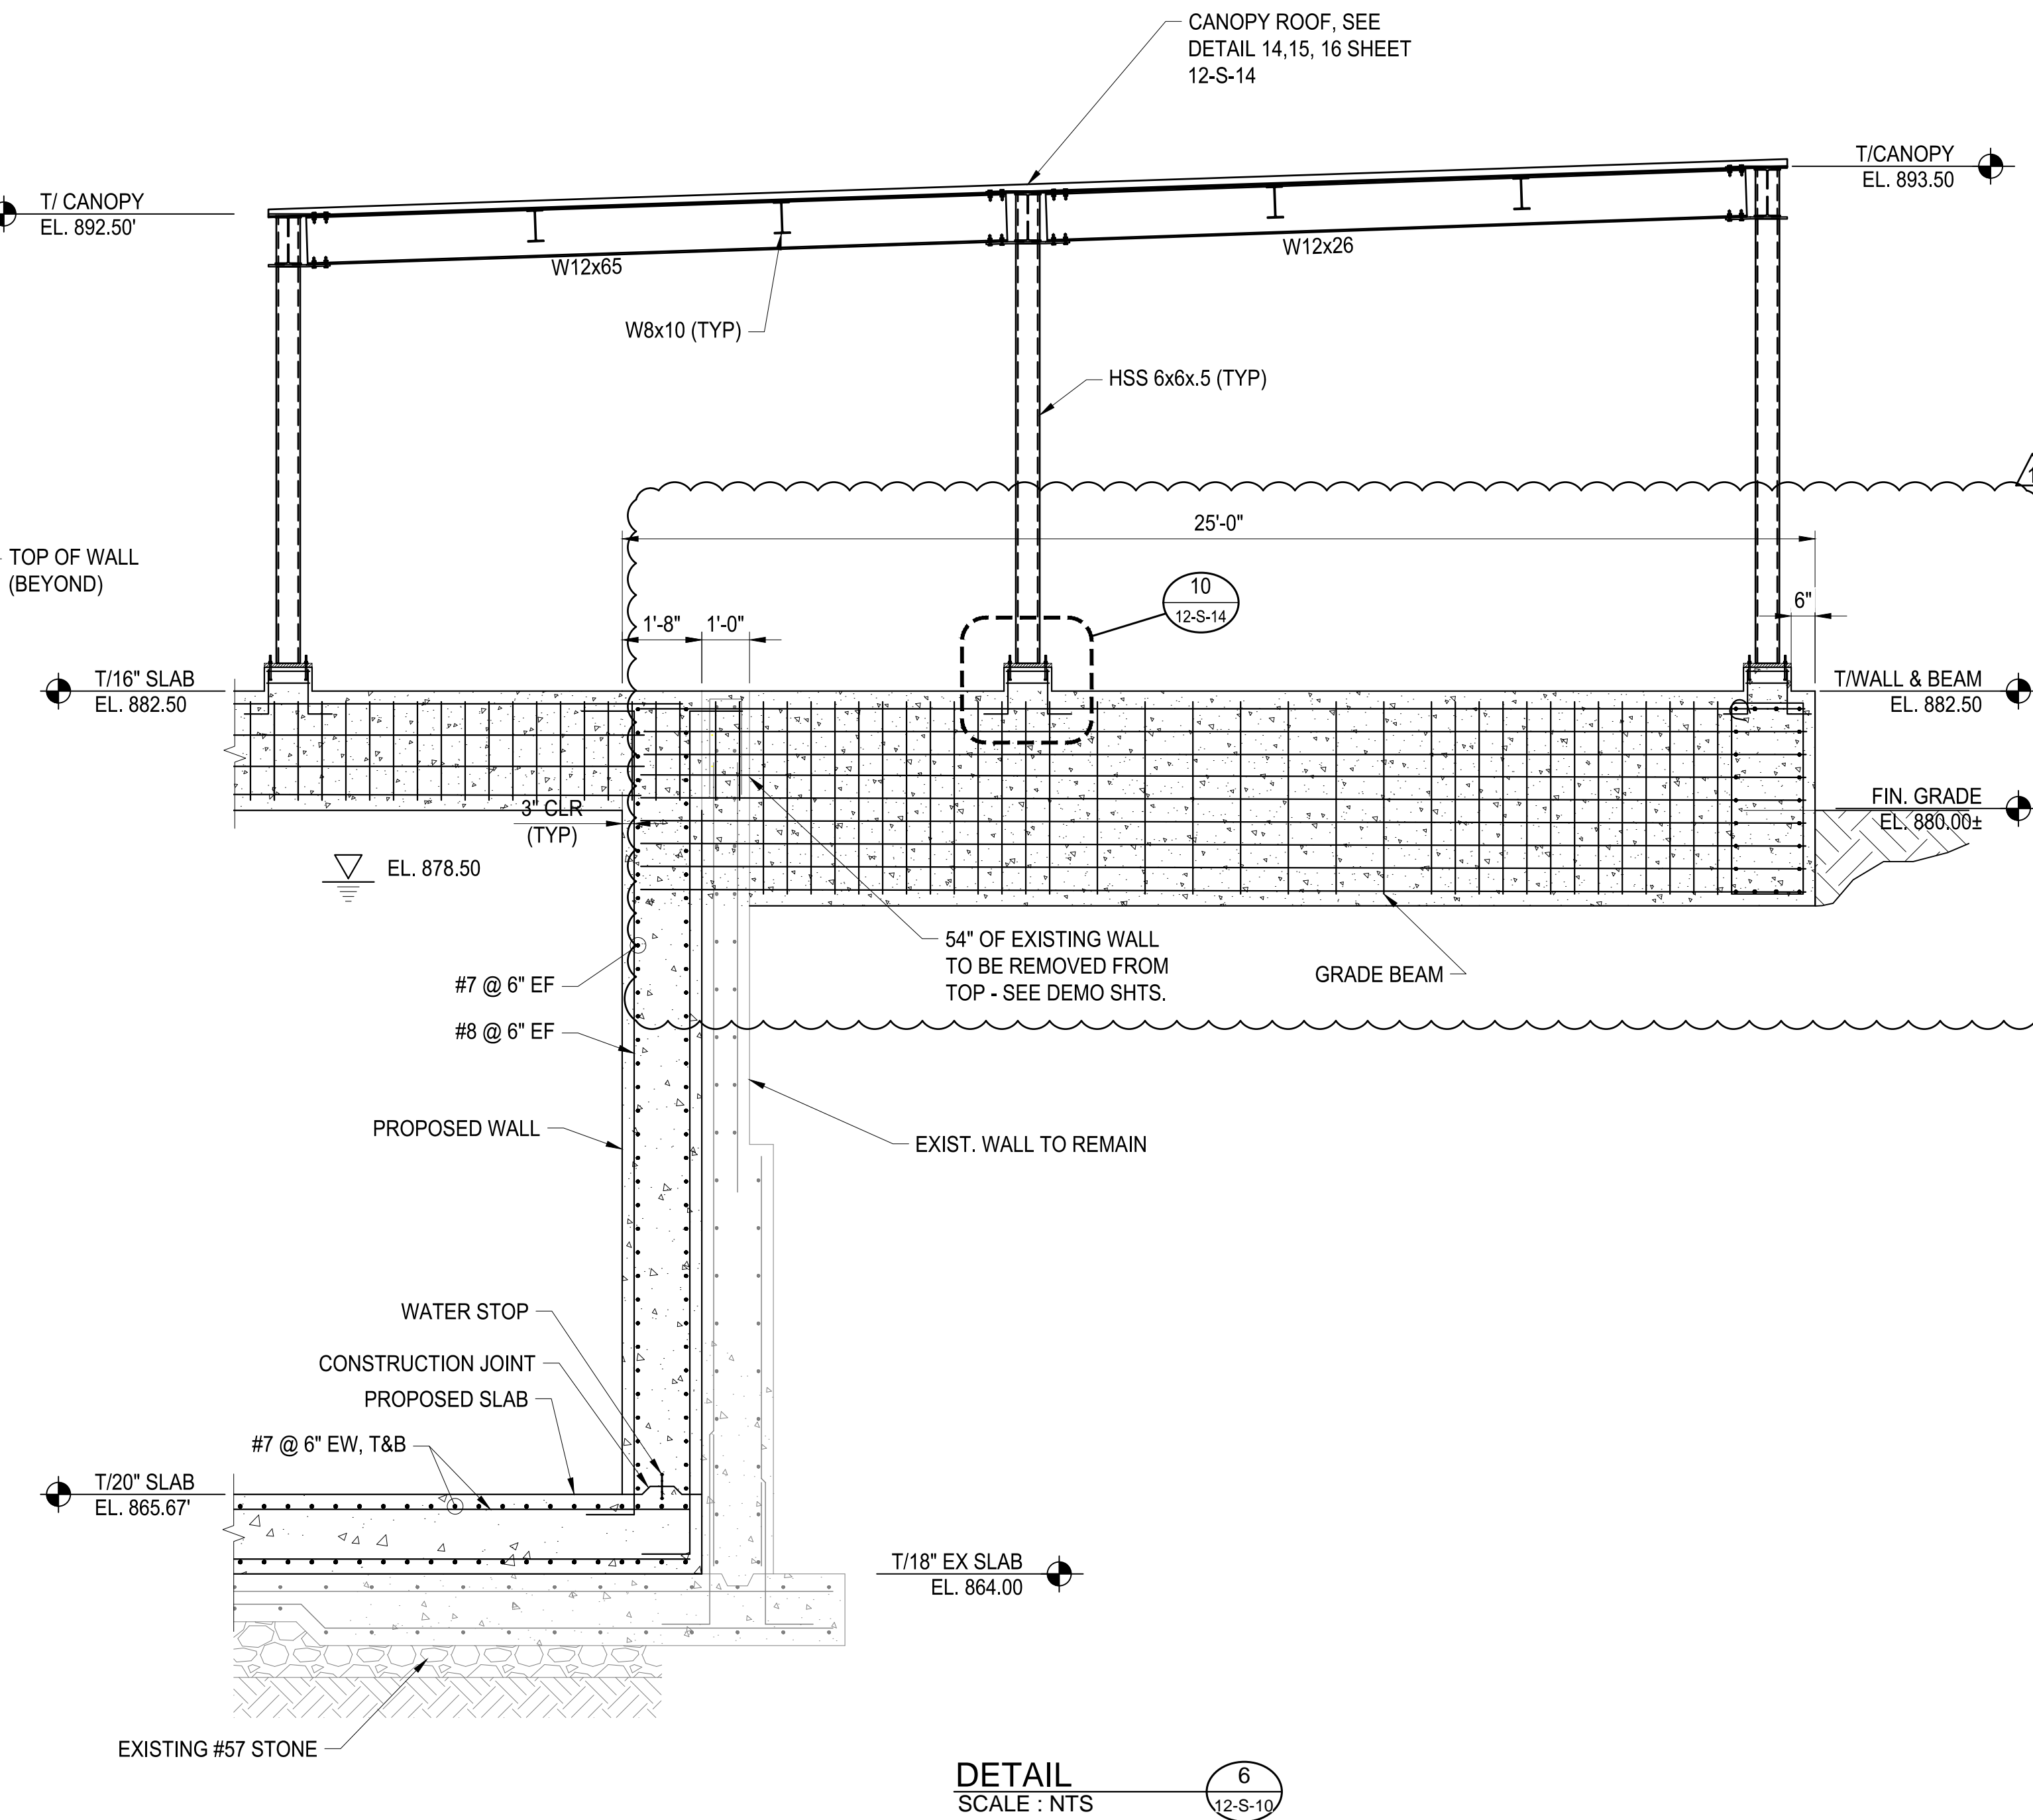 CANOPY ROOF, SEE
DETAIL 14,15, 16 SHEET
12-S-14
T/ CANOPY
EL. 892.50'
T/CANOPY
EL. 893.50
W12x65
W12x26
W8x10 (TYP)
HSS 6x6x.5 (TYP)
1
25'-0"
TOP OF WALL
(BEYOND)
10
12-S-14
1'-8"
1'-0"
6"
T/16" SLAB
EL. 882.50
T/WALL & BEAM
EL. 882.50
3" CLR
(TYP)
FIN. GRADE
EL. 880.00±
EL. 878.50
54" OF EXISTING WALL
TO BE REMOVED FROM
TOP - SEE DEMO SHTS.
GRADE BEAM
#7 @ 6" EF
#8 @ 6" EF
PROPOSED WALL
EXIST. WALL TO REMAIN
WATER STOP
CONSTRUCTION JOINT
PROPOSED SLAB
#7 @ 6" EW, T&B
T/20" SLAB
EL. 865.67'
T/18" EX SLAB
EL. 864.00
EXISTING #57 STONE
DETAIL
SCALE : NTS
6
12-S-10